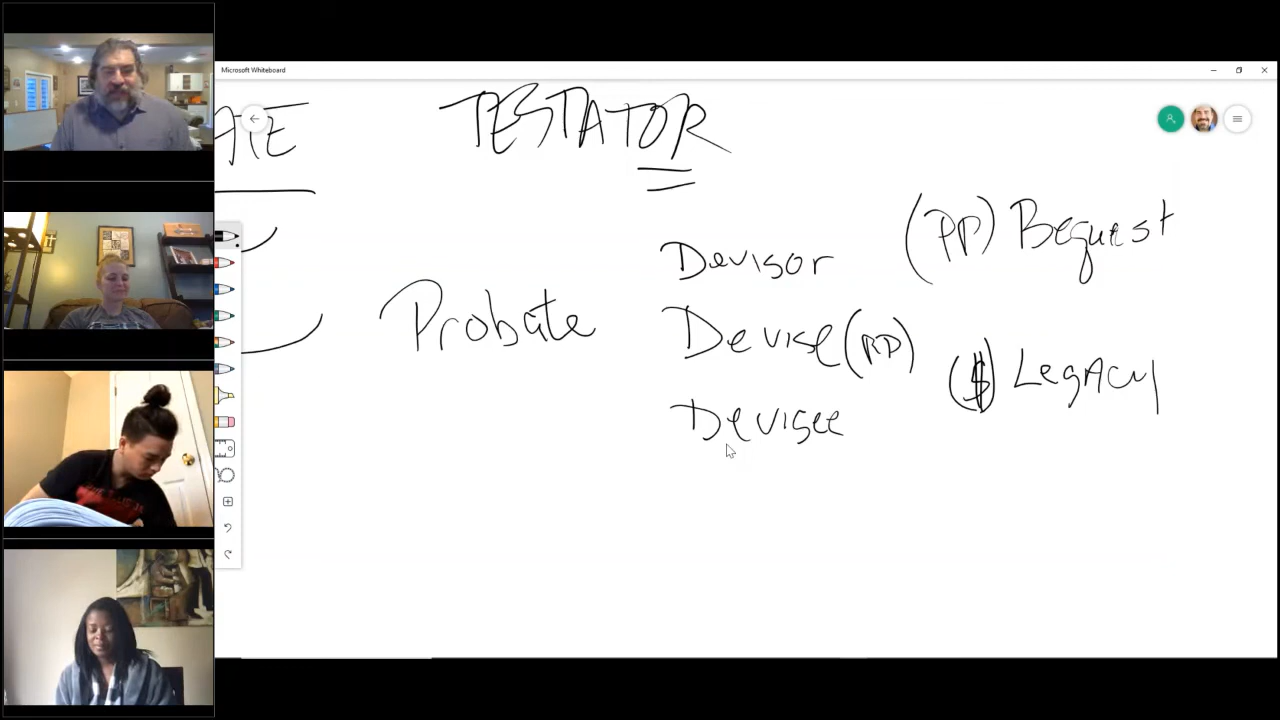 Microsoft Whiteboard
TESTATOR
Devisor
(PP) Bequest
Probate
Devise (RP)
($) Legacy
Devisee